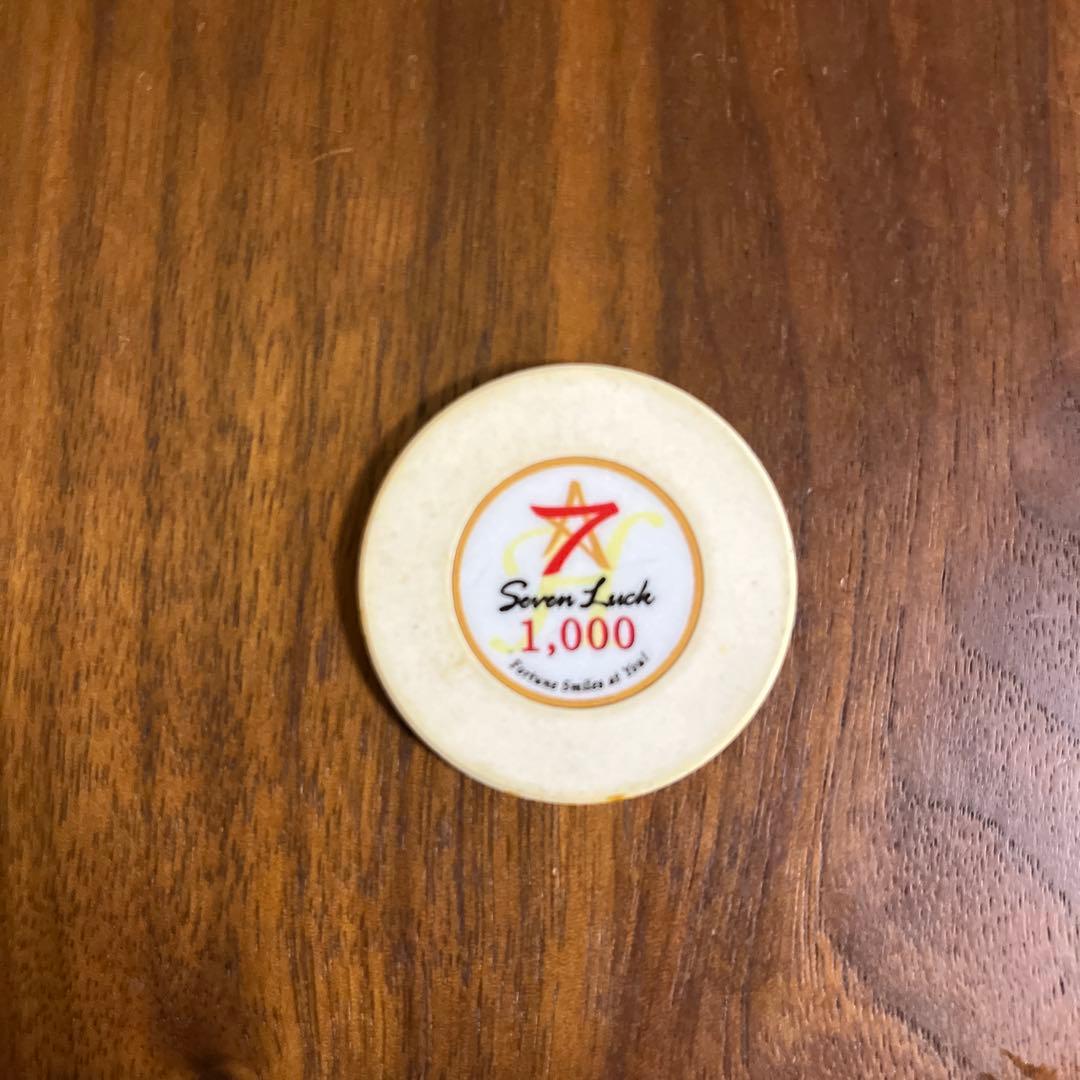 7
Seven Luck
1,000
Fortune Smiles at You!